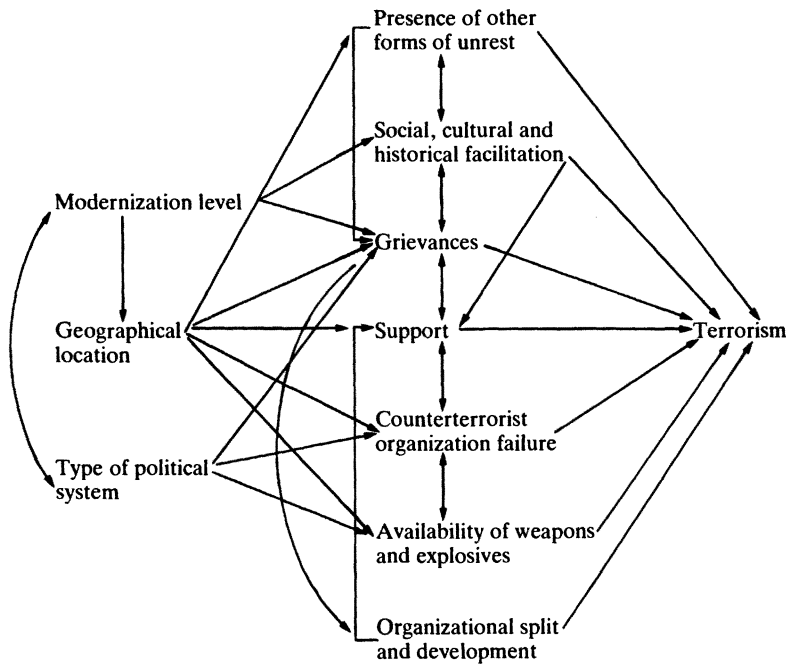 Presence of other
forms of unrest
Social, cultural and
historical facilitation
Modernization level
Grievances
Geographical
location
Support
Terrorism
Counterterrorist
organization failure
Type of political
system
Availability of weapons
and explosives
Organizational split
and development